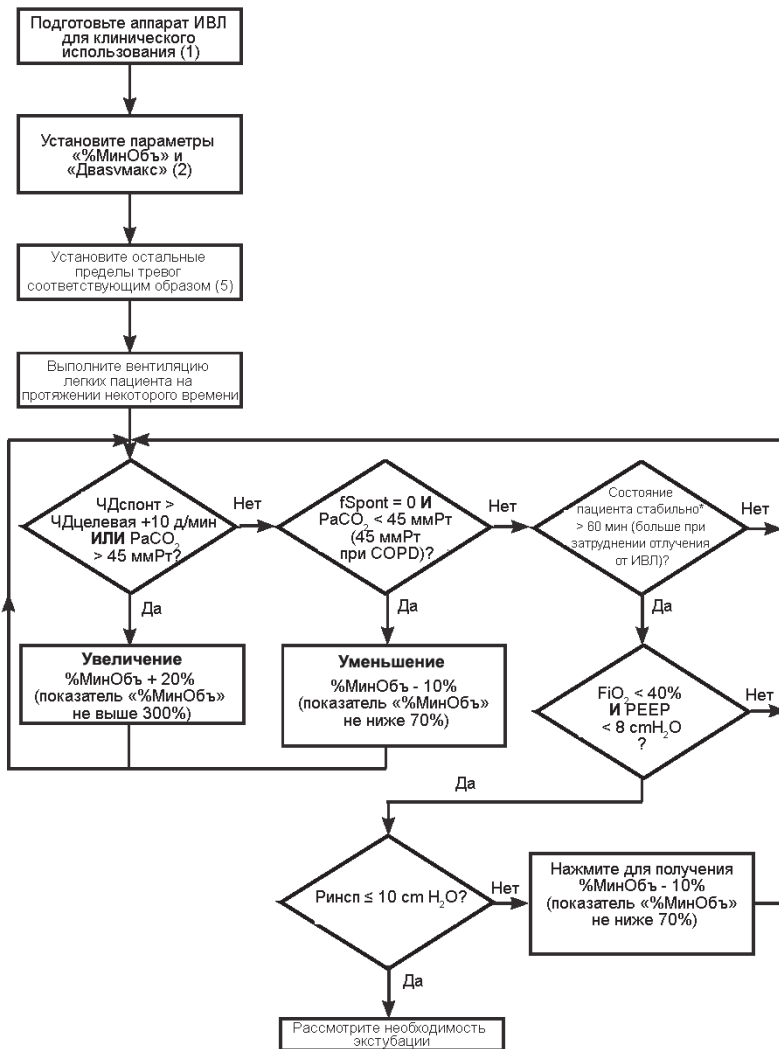 Подготовьте аппарат ИВЛ
для клинического
использования (1)
Установите параметры
«%МинОбъ» и
«Двasvмакс» (2)
Установите остальные
пределы тревог
соответствующим образом (5)
Выполните вентиляцию
легких пациента на
протяжении некоторого времени
ЧДспонт >
ЧДцелевая +10 д/мин
ИЛИ PaCO2
> 45 ммРт?
Нет
fSpont = 0 И
PaCO2 < 45 ммРт
(45 ммРт
при COPD)?
Нет
Состояние
пациента стабильно*
> 60 мин (больше при
затруднении отлучения
от ИВЛ)?
Нет
Да
Да
Да
Увеличение
%МинОбъ + 20%
(показатель «%МинОбъ»
не выше 300%)
Уменьшение
%МинОбъ - 10%
(показатель «%МинОбъ»
не ниже 70%)
FiO2 < 40%
И PEEP
< 8 cmH2O
?
Нет
Да
Pинсп ≤ 10 cm H2O?
Нет
Нажмите для получения
%МинОбъ - 10%
(показатель «%МинОбъ»
не ниже 70%)
Да
Рассмотрите необходимость
экстубации